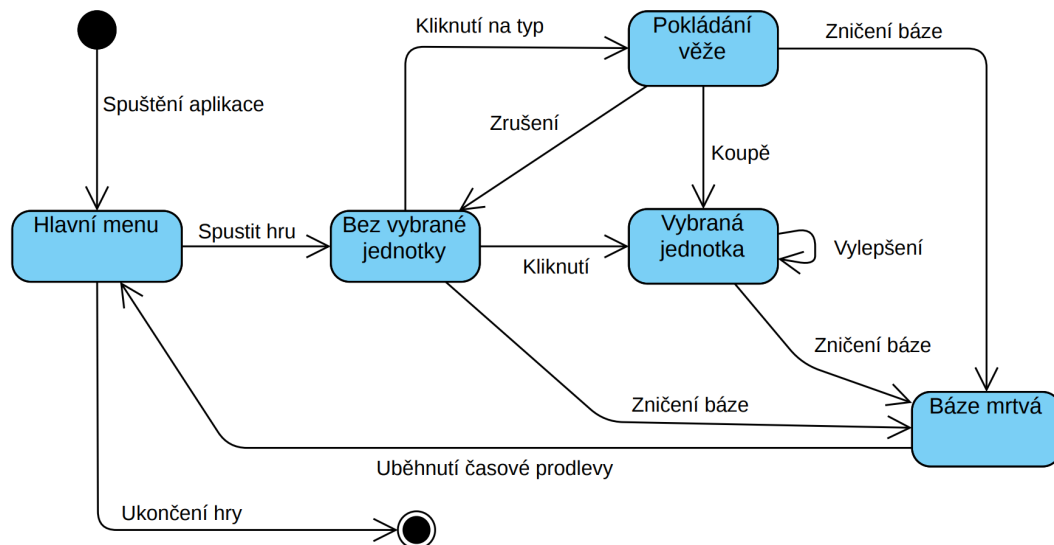 Kliknutí na typ
Pokládání
věže
Zničení báze
Spuštění aplikace
Zrušení
Koupě
Hlavní menu
Spustit hru
Bez vybrané
jednotky
Kliknutí
Vybraná
jednotka
Vylepšení
Zničení báze
Zničení báze
Báze mrtvá
Uběhnutí časové prodlevy
Ukončení hry